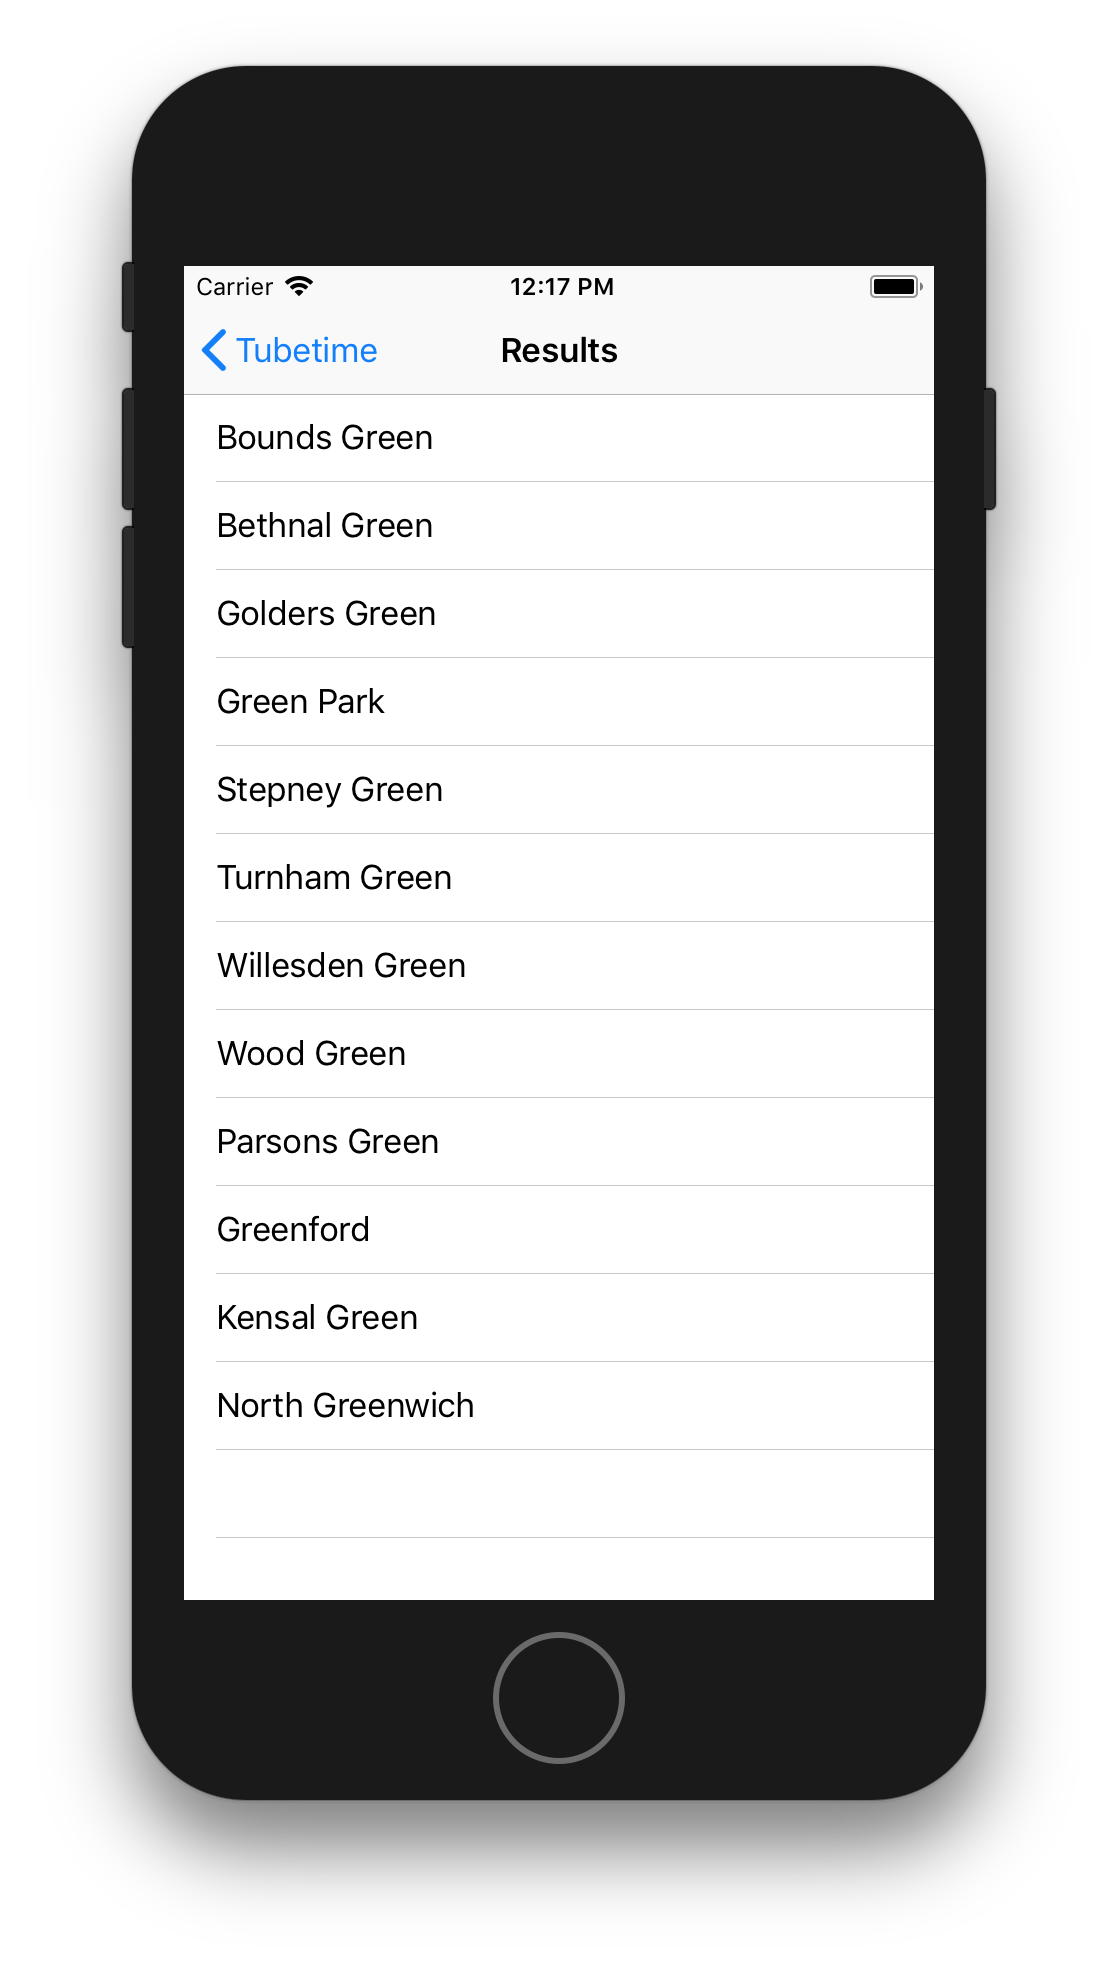 Carrier 12:17 PM
Tubetime Results
Bounds Green
Bethnal Green
Golders Green
Green Park
Stepney Green
Turnham Green
Willesden Green
Wood Green
Parsons Green
Greenford
Kensal Green
North Greenwich